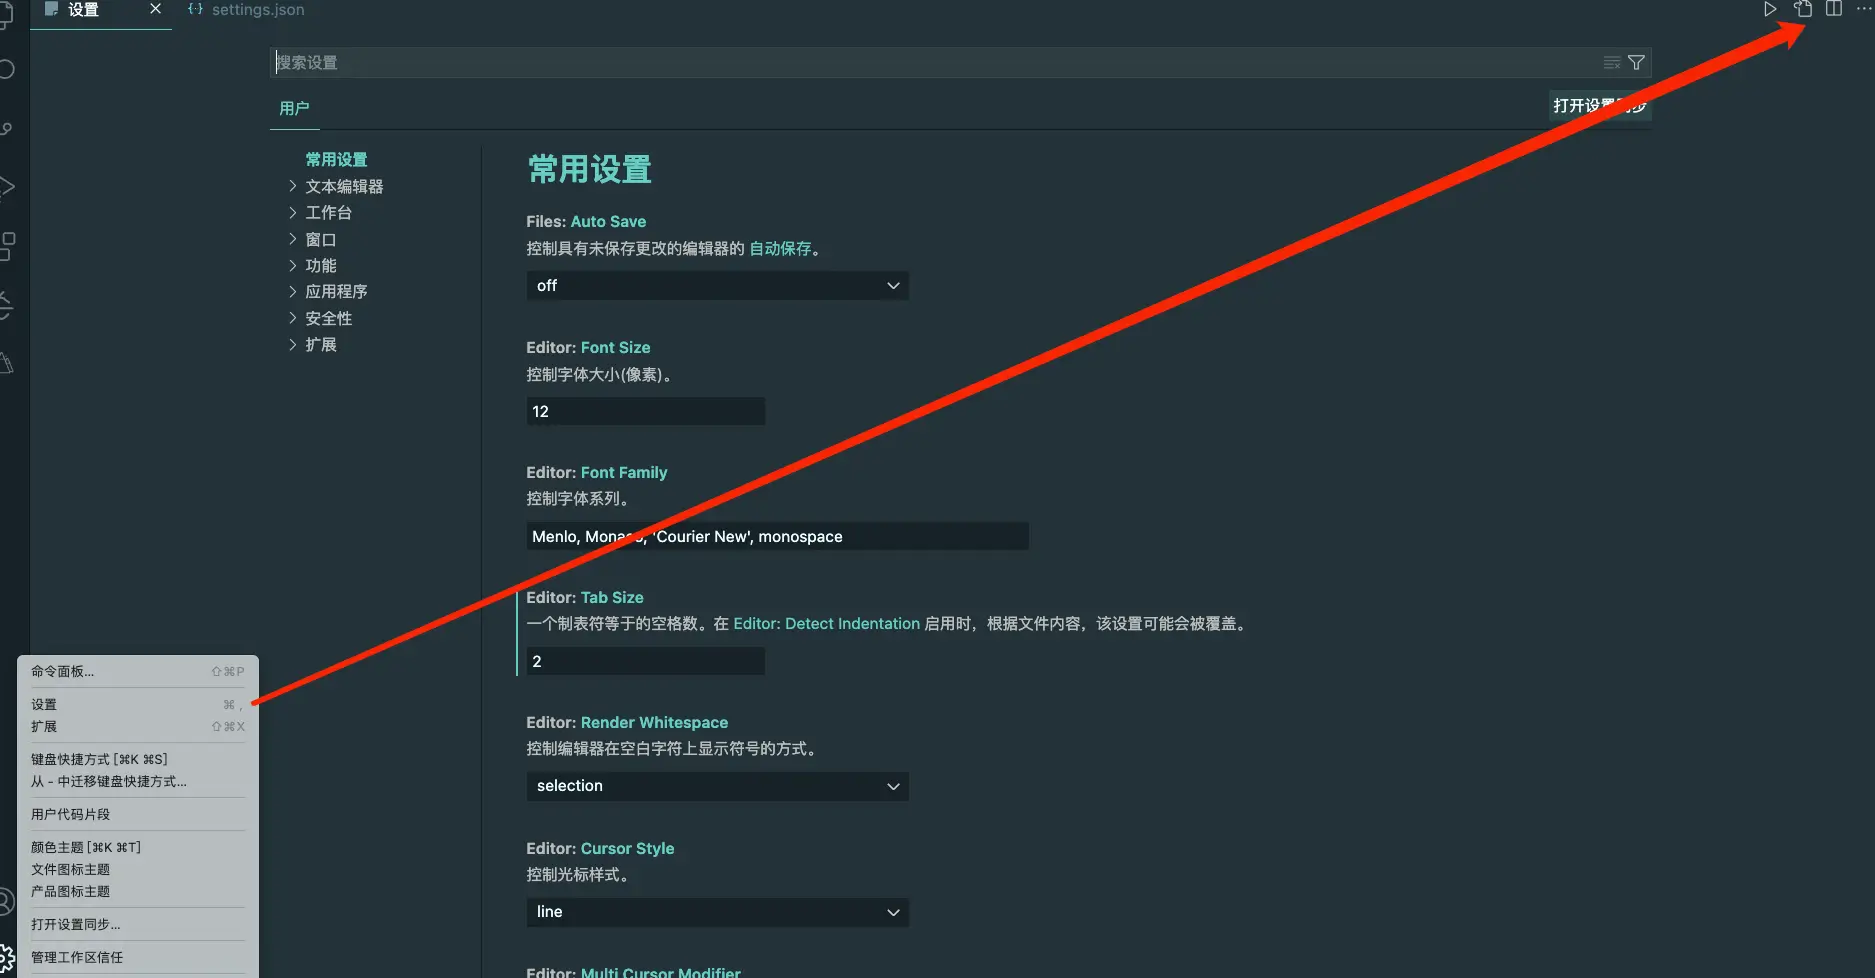 设置
settings.json
搜索设置
用户
打开设置同步
常用设置
文本编辑器
工作台
窗口
功能
应用程序
安全性
扩展
常用设置
Files: Auto Save
控制具有未保存更改的编辑器的 自动保存。
off
Editor: Font Size
控制字体大小(像素)。
12
Editor: Font Family
控制字体系列。
Menlo, Monaco, 'Courier New', monospace
Editor: Tab Size
一个制表符等于的空格数。在 Editor: Detect Indentation 启用时，根据文件内容，该设置可能会被覆盖。
2
Editor: Render Whitespace
控制编辑器在空白字符上显示符号的方式。
selection
Editor: Cursor Style
控制光标样式。
line
Editor: Multi Cursor Modifier
命令面板... ⇧⌘P
设置 ⌘ ,
扩展 ⇧⌘X
键盘快捷方式 [⌘K ⌘S]
从 - 中迁移键盘快捷方式...
用户代码片段
颜色主题 [⌘K ⌘T]
文件图标主题
产品图标主题
打开设置同步...
管理工作区信任